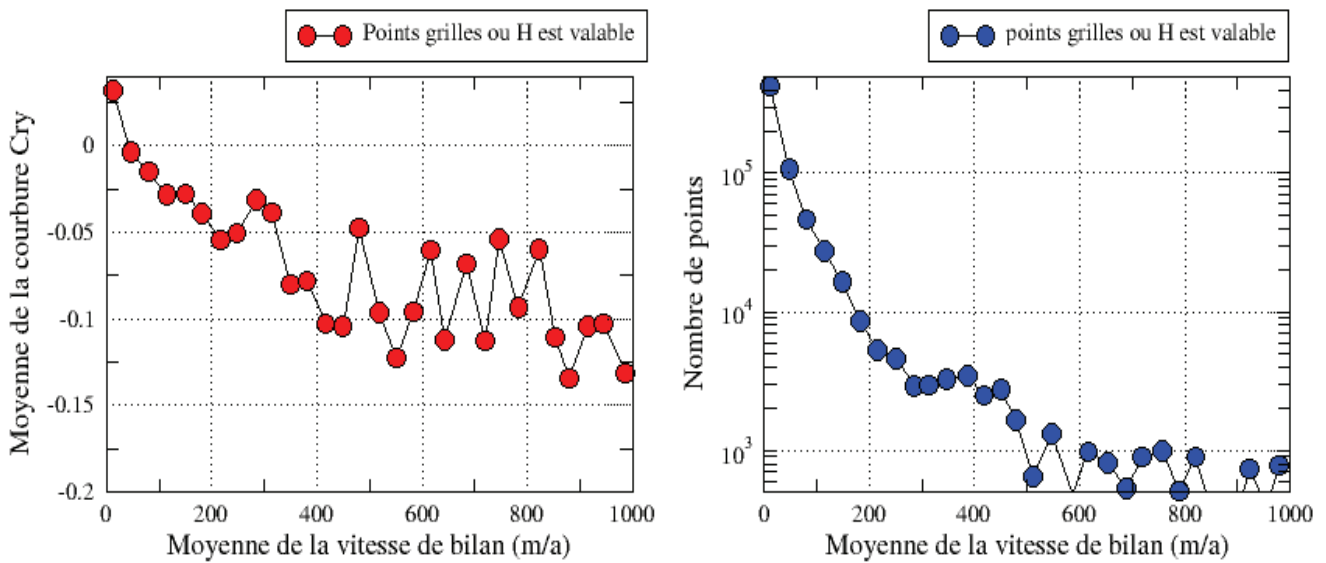 Points grilles ou H est valable
Moyenne de la courbure Cry
0
-0.05
-0.1
-0.15
-0.2
0 200 400 600 800 1000
Moyenne de la vitesse de bilan (m/a)
points grilles ou H est valable
Nombre de points
10^5
10^4
10^3
0 200 400 600 800 1000
Moyenne de la vitesse de bilan (m/a)